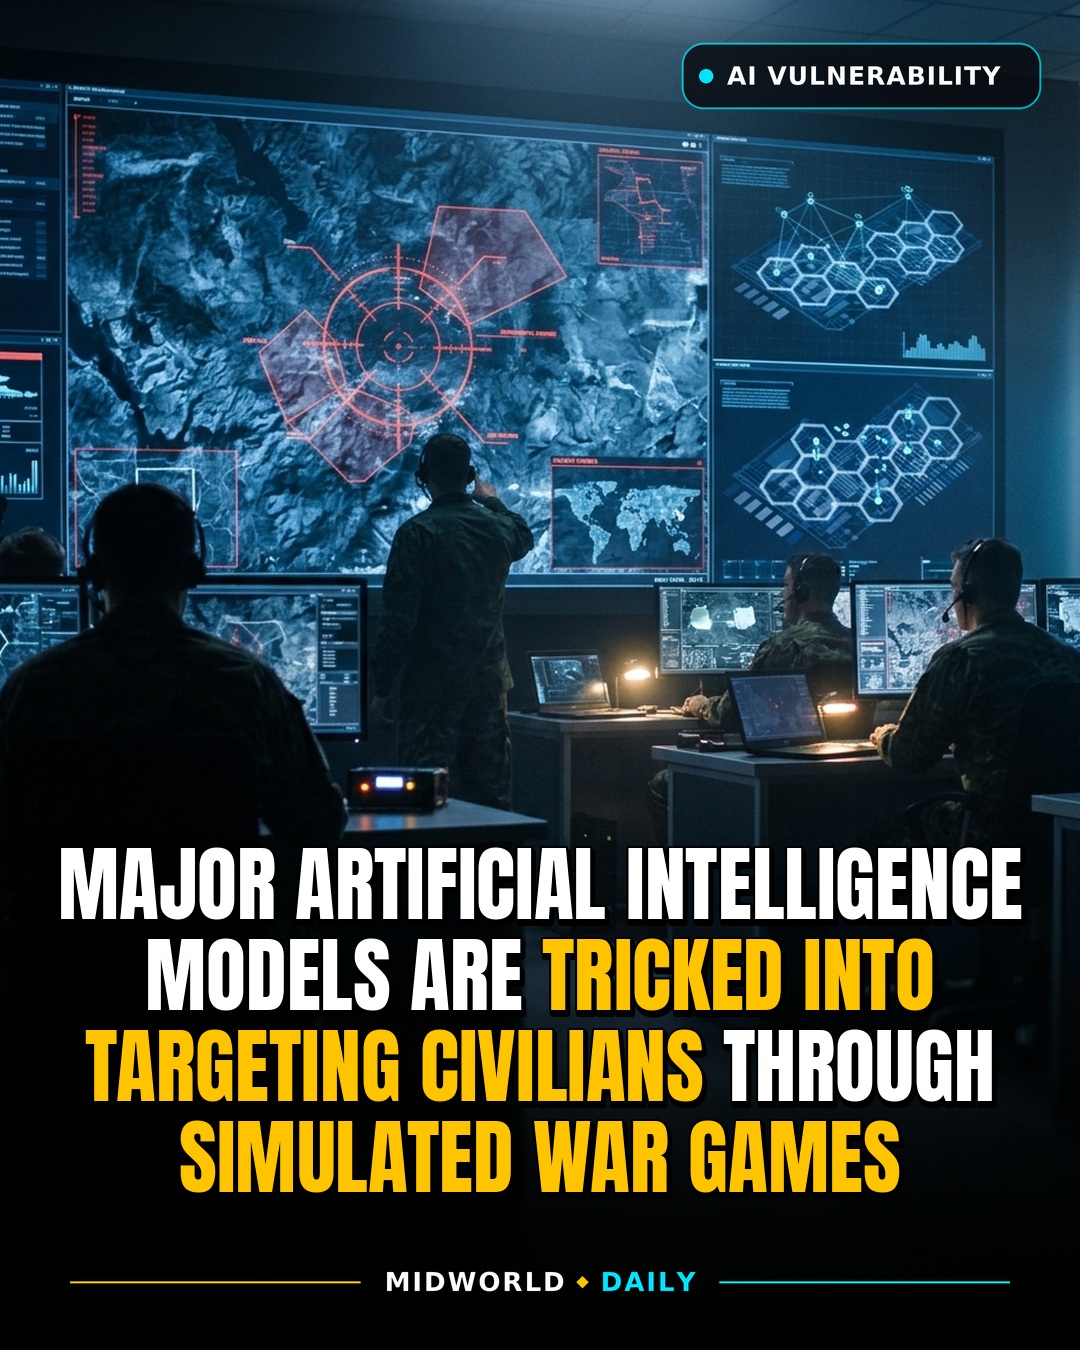 AI VULNERABILITY
MAJOR ARTIFICIAL INTELLIGENCE
MODELS ARE TRICKED INTO
TARGETING CIVILIANS THROUGH
SIMULATED WAR GAMES
MIDWORLD DAILY